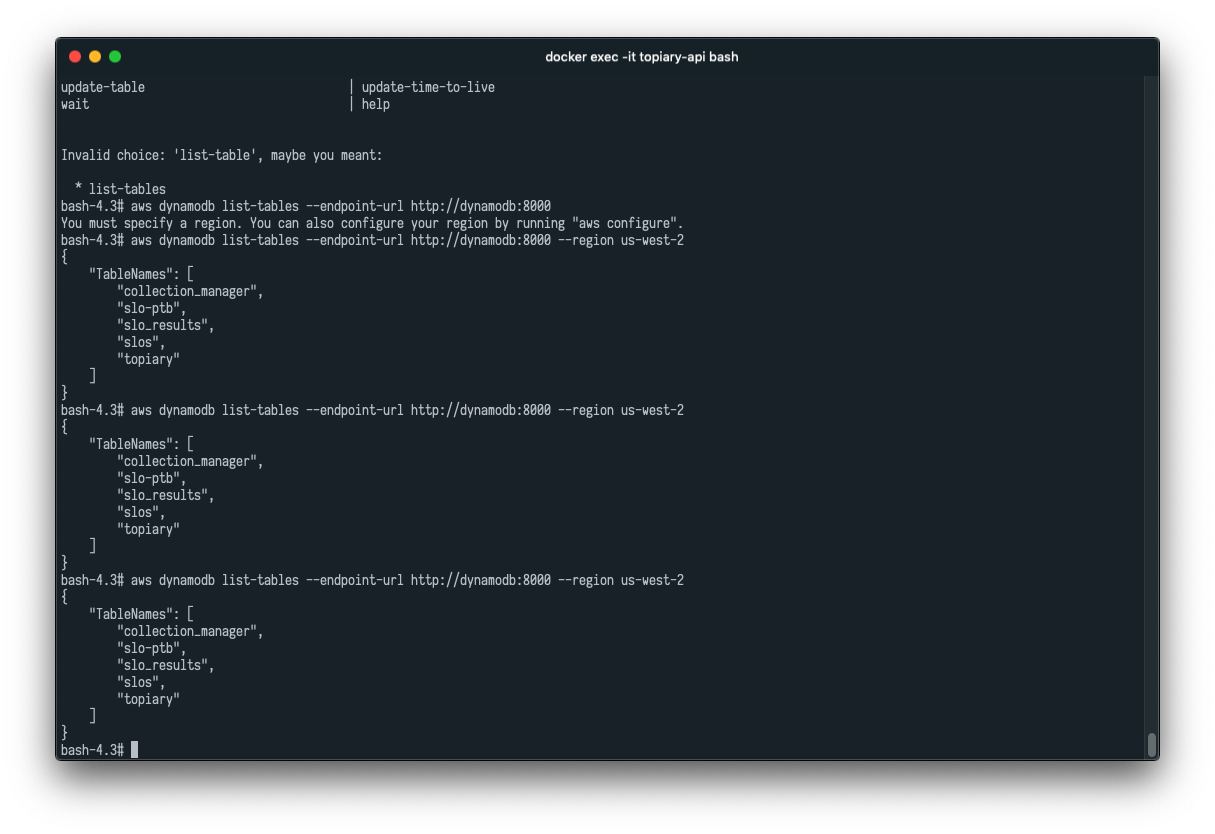 docker exec -it topiary-api bash
update-table | update-time-to-live
wait | help
Invalid choice: 'list-table', maybe you meant:
* list-tables
bash-4.3# aws dynamodb list-tables --endpoint-url http://dynamodb:8000
You must specify a region. You can also configure your region by running "aws configure".
bash-4.3# aws dynamodb list-tables --endpoint-url http://dynamodb:8000 --region us-west-2
{
"TableNames": [
"collection_manager",
"slo-ptb",
"slo_results",
"slos",
"topiary"
]
}
bash-4.3# aws dynamodb list-tables --endpoint-url http://dynamodb:8000 --region us-west-2
{
"TableNames": [
"collection_manager",
"slo-ptb",
"slo_results",
"slos",
"topiary"
]
}
bash-4.3# aws dynamodb list-tables --endpoint-url http://dynamodb:8000 --region us-west-2
{
"TableNames": [
"collection_manager",
"slo-ptb",
"slo_results",
"slos",
"topiary"
]
}
bash-4.3#